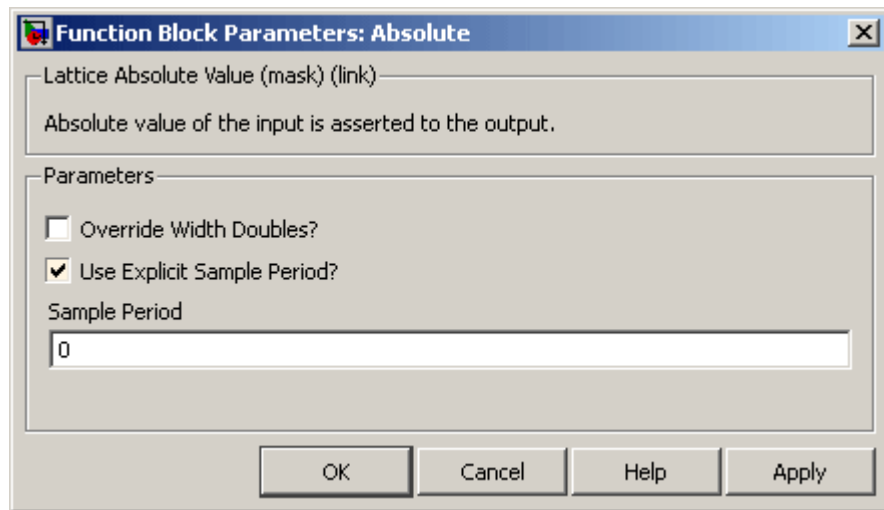 Function Block Parameters: Absolute
Lattice Absolute Value (mask) (link)
Absolute value of the input is asserted to the output.
Parameters
Override Width Doubles?
Use Explicit Sample Period?
Sample Period
0
OK Cancel Help Apply